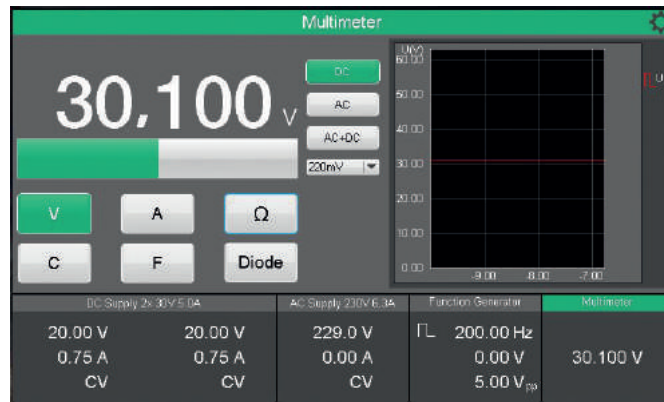 Multimeter
30,100 V
DC
AC
AC+DC
220mV
V
A
Ω
C
F
Diode
U(V)
60.00
50.00
40.00
30.00
20.00
10.00
0.00
-9.00 -8.00 -7.00
U
DC Supply 2x 30V 5.0A
20.00 V 20.00 V
0.75 A 0.75 A
CV CV
AC Supply 230V 6.3A
229.0 V
0.00 A
CV
Function Generator
200.00 Hz
0.00 V
5.00 Vpp
Multimeter
30.100 V